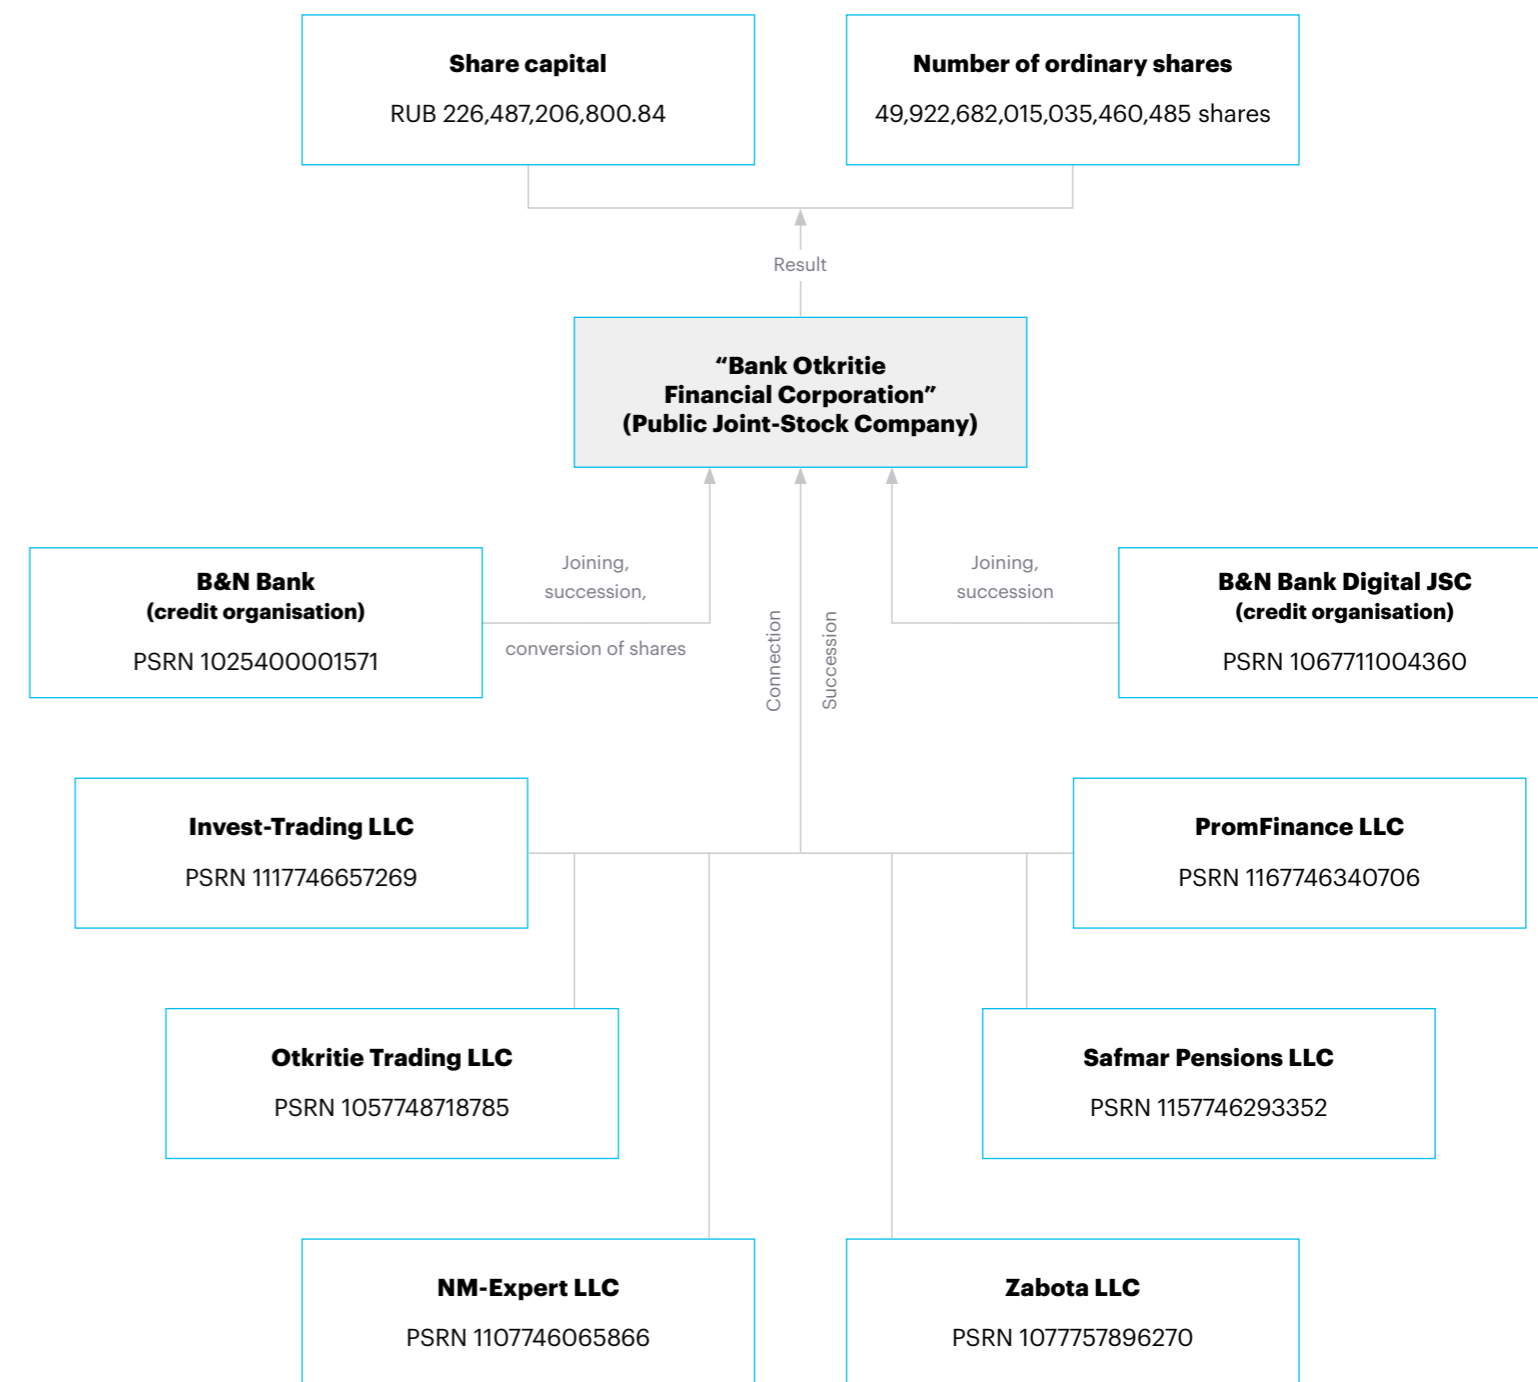 Share capital
RUB 226,487,206,800.84
Number of ordinary shares
49,922,682,015,035,460,485 shares
Result
“Bank Otkritie
Financial Corporation”
(Public Joint-Stock Company)
B&N Bank
(credit organisation)
PSRN 1025400001571
Joining,
succession,
conversion of shares
Connection
Succession
Joining,
succession
B&N Bank Digital JSC
(credit organisation)
PSRN 1067711004360
Invest-Trading LLC
PSRN 1117746657269
PromFinance LLC
PSRN 1167746340706
Otkritie Trading LLC
PSRN 1057748718785
Safmar Pensions LLC
PSRN 1157746293352
NM-Expert LLC
PSRN 1107746065866
Zabota LLC
PSRN 1077757896270